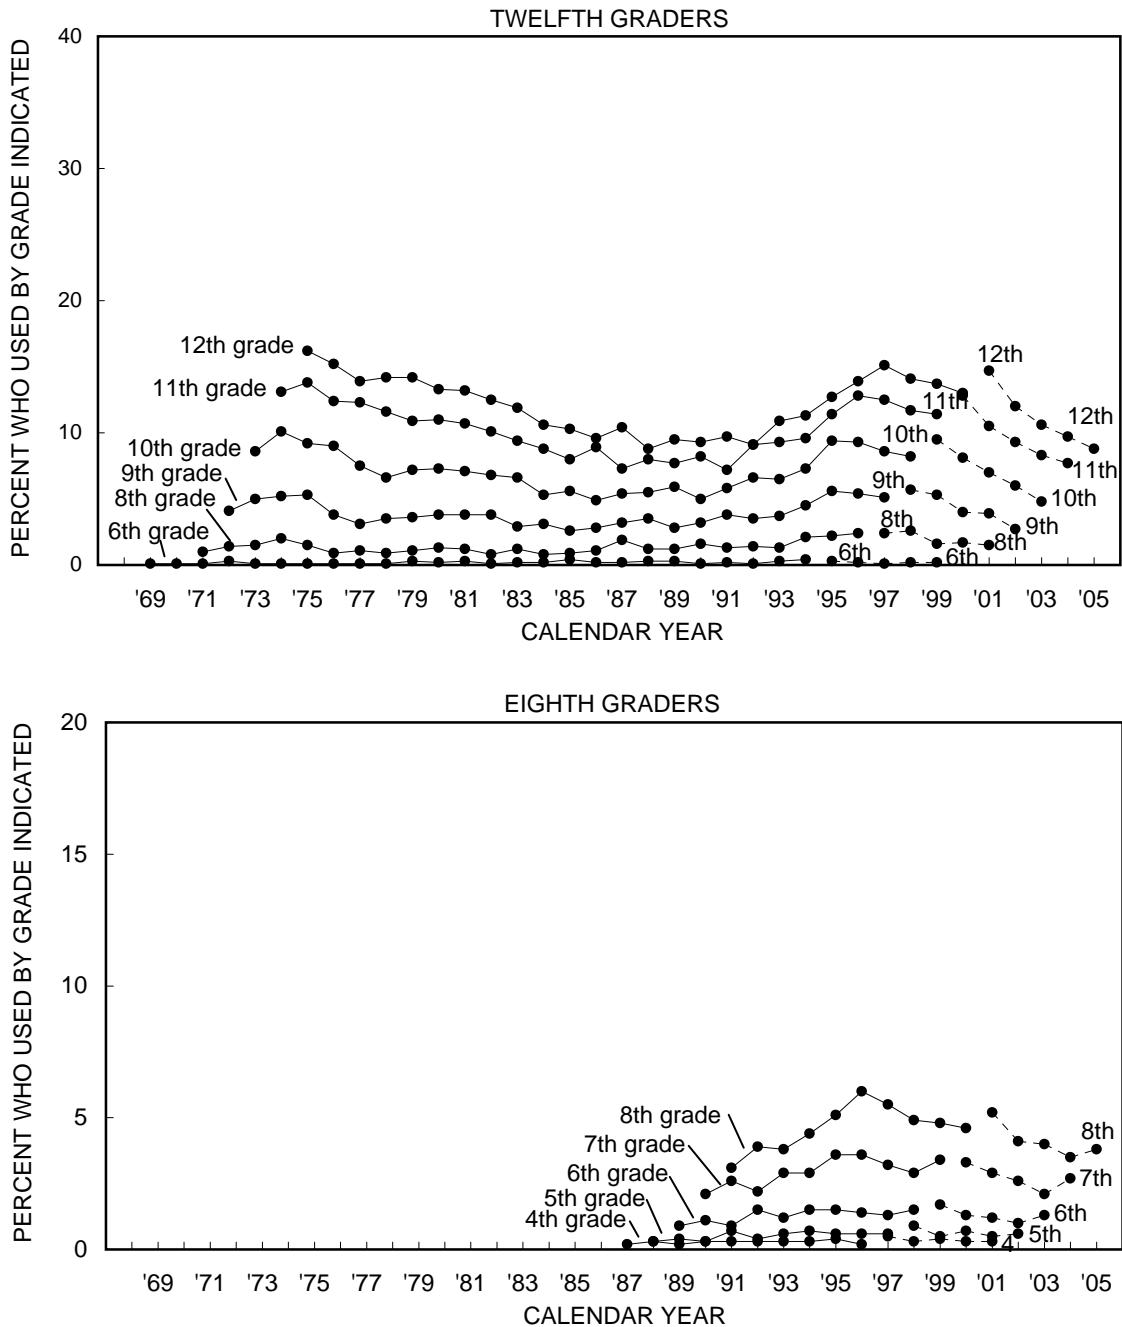 TWELFTH GRADERS
PERCENT WHO USED BY GRADE INDICATED
40
30
20
10
0
12th grade
11th grade
10th grade
9th grade
8th grade
6th grade
12th
11th
10th
9th
8th
6th
12th
11th
10th
9th
8th
6th
'69 '71 '73 '75 '77 '79 '81 '83 '85 '87 '89 '91 '93 '95 '97 '99 '01 '03 '05
CALENDAR YEAR
EIGHTH GRADERS
PERCENT WHO USED BY GRADE INDICATED
20
15
10
5
0
8th grade
7th grade
6th grade
5th grade
4th grade
8th
7th
6th
5th
4
'69 '71 '73 '75 '77 '79 '81 '83 '85 '87 '89 '91 '93 '95 '97 '99 '01 '03 '05
CALENDAR YEAR